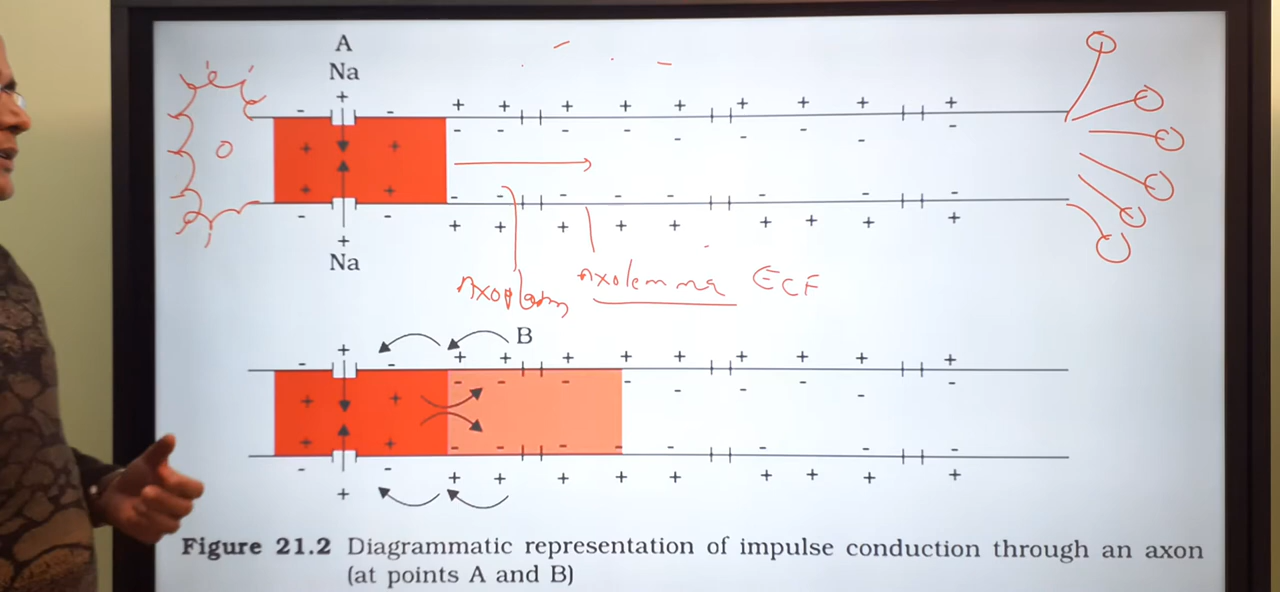 A
Na
Na
Axoplasm
Axolemma
ECF
B
Figure 21.2 Diagrammatic representation of impulse conduction through an axon
(at points A and B)